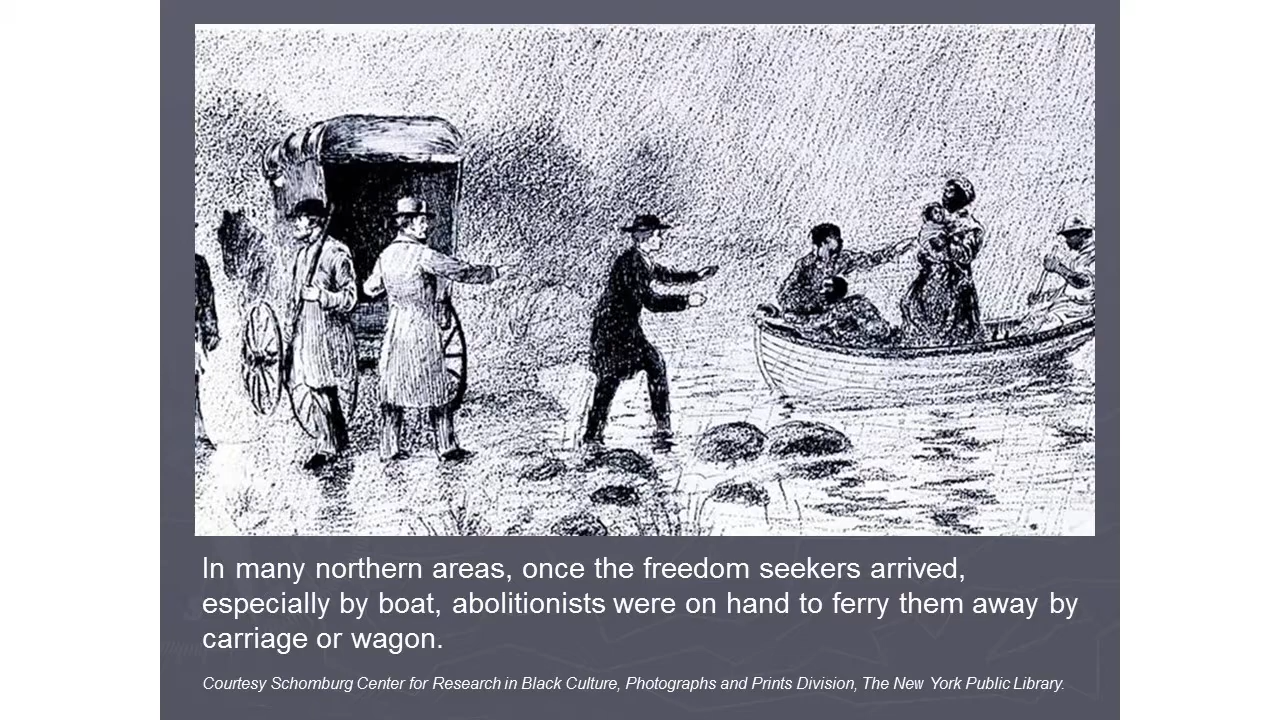 In many northern areas, once the freedom seekers arrived,
especially by boat, abolitionists were on hand to ferry them away by
carriage or wagon.
Courtesy Schomburg Center for Research in Black Culture, Photographs and Prints Division, The New York Public Library.